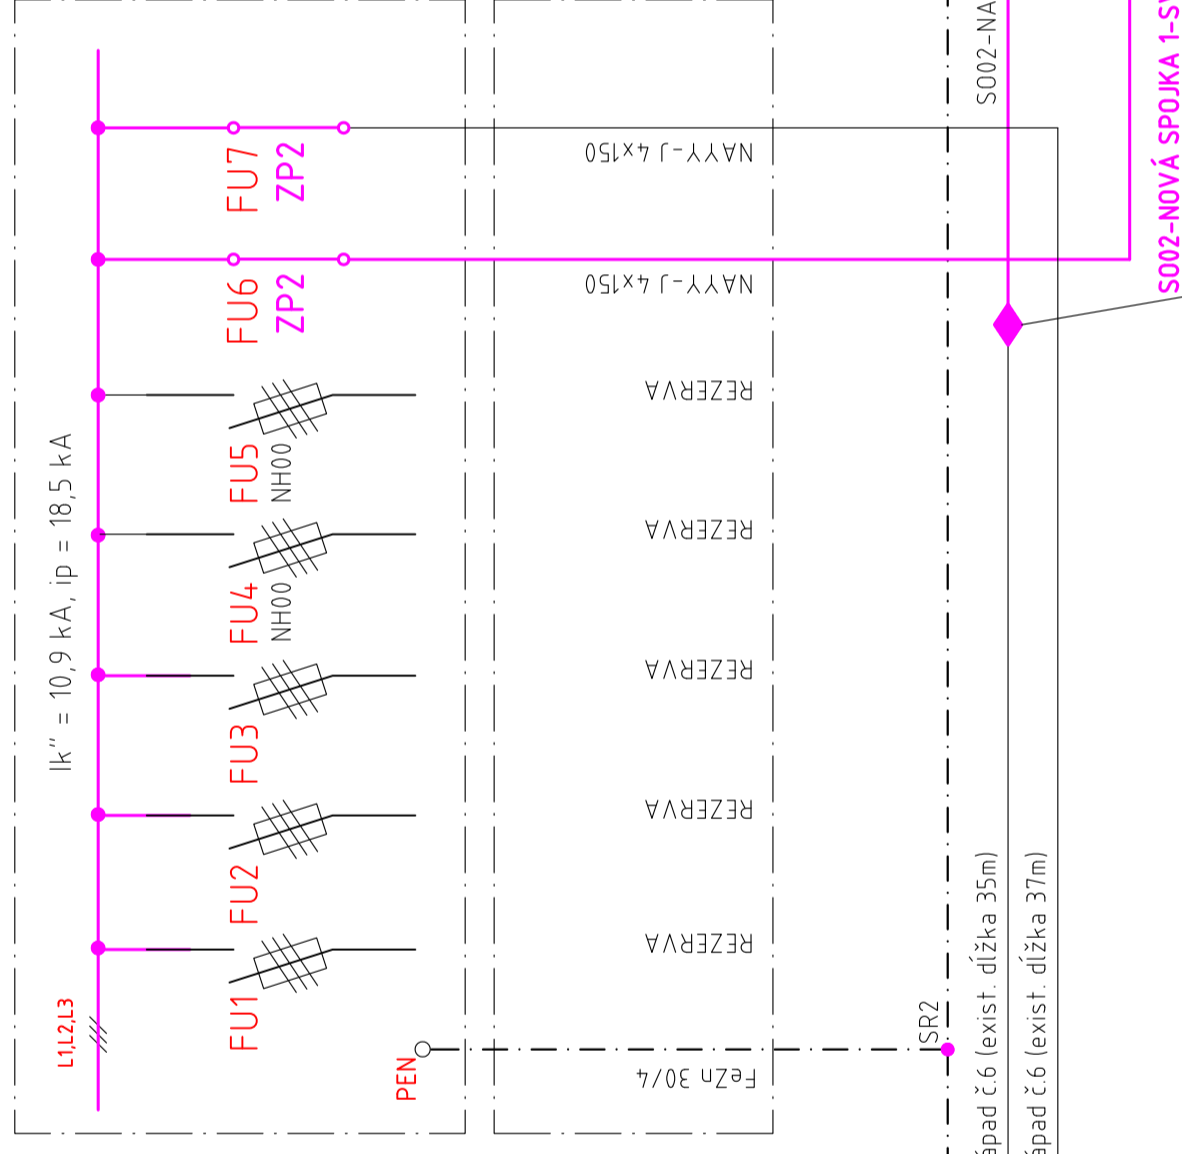 Ik" = 10,9 kA, ip = 18,5 kA
L1,L2,L3
FU7
ZP2
NAYY-J 4x150
FU6
ZP2
NAYY-J 4x150
FU5
NH00
REZERVA
FU4
NH00
REZERVA
FU3
REZERVA
FU2
REZERVA
FU1
REZERVA
PEN
FeZn 30/4
SR2
SO02-NA
SO02-NOVÁ SPOJKA 1-S
ápad č.6 (exist. dĺžka 35m)
ápad č.6 (exist. dĺžka 37m)